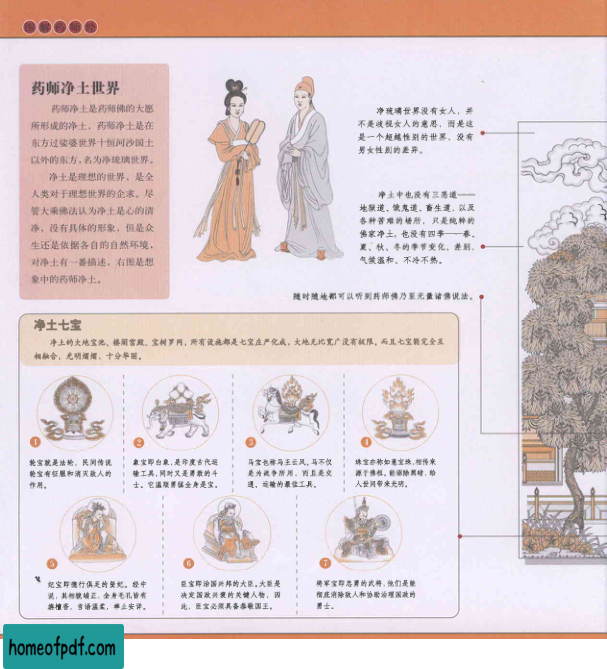 药师净土世界
药师净土是药师佛的大愿
所形成的净土，药师净土是在
东方过娑婆世界十恒河沙国土
以外的东方，名为净琉璃世界。
净土是理想的世界，是全
人类对于理想世界的企求。尽
管大乘佛法认为净土是心的清
净，没有具体的形象，但是众
生还是依据各自的自然环境，
对净土有一番描述，右图是想
象中的药师净土。
净琉璃世界没有女人，并
不是歧视女人的意思，而是这
是一个超越性别的世界，没有
男女性别的差异。
净土中也没有三恶道——
地狱道、饿鬼道、畜生道，以及
各种苦难的场所，只是纯粹的
佛家净土。也没有四季——春、
夏、秋、冬的季节变化、差别，
气候温和，不冷不热。
随时随地都可以听到药师佛乃至无量诸佛说法。
净土七宝
净土的大地宝池、楼阁宫殿、宝树罗网，所有设施都是七宝庄严化成，大地无比宽广没有极限。而且七宝能完全互
相融合，光明熠熠，十分华丽。
1
轮宝就是法轮，民间传说
轮宝有征服和消灭敌人的
作用。
2
象宝即白象，是印度古代运
输工具，同时又是勇敢的斗
士。它温顺勇猛全身是宝。
3
马宝也称马王云风，马不仅
是为战争所用，而且是交
通、运输的最佳工具。
4
珠宝亦称如意宝珠，相传来
源于佛祖，能驱除黑暗，给
人世间带来光明。
5
妃宝即德行俱足的贤妃。经中
说，其相貌端正，全身毛孔皆有
旃檀香，言语温柔，举止安详。
6
臣宝即治国兴邦的大臣。大臣是
决定国政兴衰的关键人物，因
此，臣宝必须具备恭敬国王。
7
将军宝即忠勇的武将，他们是能
彻底消除敌人和协助治理国政的
勇士。
homeofpdf.com